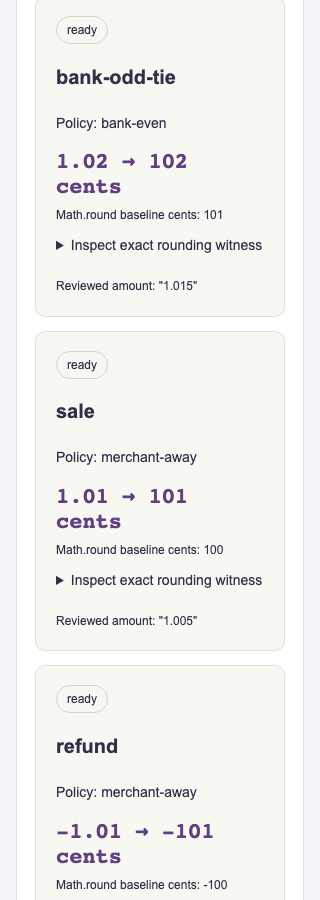 ready
bank-odd-tie
Policy: bank-even
1.02 → 102
cents
Math.round baseline cents: 101
▶ Inspect exact rounding witness
Reviewed amount: "1.015"
ready
sale
Policy: merchant-away
1.01 → 101
cents
Math.round baseline cents: 100
▶ Inspect exact rounding witness
Reviewed amount: "1.005"
ready
refund
Policy: merchant-away
-1.01 → -101
cents
Math.round baseline cents: -100